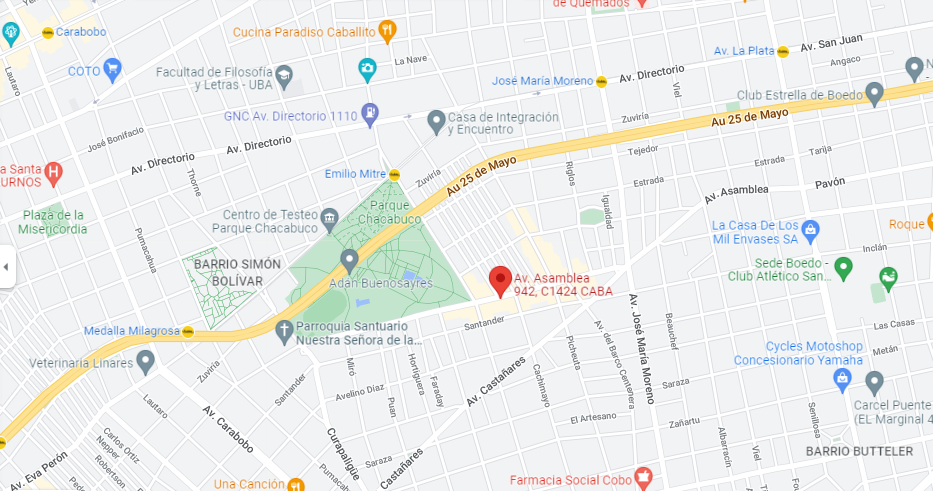 de Quemados
Carabobo
Cucina Paradiso Caballito
Av. La Plata
Av. San Juan
COTO
Facultad de Filosofía
y Letras - UBA
La Nave
José María Moreno
Av. Directorio
Angaco
Lautaro
Viel
Club Estrella de Boedo
GNC Av. Directorio 1110
Casa de Integración
y Encuentro
Zuviría
Au 25 de Mayo
José Bonifacio
Av. Directorio
Av. Directorio
Tejedor
Tarija
Estrada
a Santa
URNOS
Thorne
Emilio Mitre
Zuviría
Au 25 de Mayo
Riglos
Estrada
Av. Asamblea
Pavón
Igualdad
Plaza de la
Misericordia
Centro de Testeo
Parque Chacabuco
Parque
Chacabuco
La Casa De Los
Mil Envases SA
Roque
Inclán
Pumacahua
BARRIO SIMÓN
BOLÍVAR
Adán Buenosayres
Av. Asamblea
942, C1424 CABA
Sede Boedo -
Club Atlético San...
Medalla Milagrosa
Parroquia Santuario
Nuestra Señora de la...
Santander
Av. José María Moreno
Beauchef
Las Casas
Metán
Veterinaria Linares
Zuviría
Miró
Hortiguera
Faraday
Av. Castañares
Picheuta
Av. del Barco Centenera
Cycles Motoshop
Concesionario Yamaha
Santander
Avelino Díaz
Puan
Cachimayo
Saraza
Lautaro
Av. Carabobo
El Artesano
Zañartu
Senillosa
Carcel Puente
(EL Marginal 4
Carlos Ortiz
Nepper
Robertson
Curapaligüe
Saraza
Castañares
Albarracín
Viel
BARRIO BUTTELER
Av. Eva Perón
Una Canción
Farmacia Social Cobo